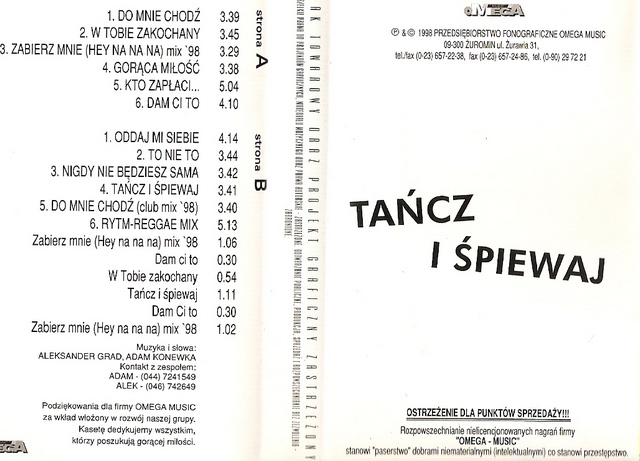 1. DO MNIE CHODŹ 3.39
2. W TOBIE ZAKOCHANY 3.45
3. ZABIERZ MNIE (HEY NA NA NA) mix `98 3.29
4. GORĄCA MIŁOŚĆ 3.38
5. KTO ZAPŁACI... 5.04
6. DAM CI TO 4.10
strona A
1. ODDAJ MI SIEBIE 4.14
2. TO NIE TO 3.44
3. NIGDY NIE BĘDZIESZ SAMA 3.42
4. TAŃCZ I ŚPIEWAJ 3.41
5. DO MNIE CHODŹ (club mix `98) 3.40
6. RYTM-REGGAE MIX 5.13
Zabierz mnie (Hey na na na) mix `98 1.06
Dam ci to 0.30
W Tobie zakochany 0.54
Tańcz i śpiewaj 1.11
Dam Ci to 0.30
Zabierz mnie (Hey na na na) mix `98 1.02
strona B
Muzyka i słowa:
ALEKSANDER GRAD, ADAM KONEWKA
Kontakt z zespołem:
ADAM - (044) 7241549
ALEK - (046) 742649
Podziękowania dla firmy OMEGA MUSIC
za wkład włożony w rozwój naszej grupy.
Kasetę dedykujemy wszystkim,
którzy poszukują gorącej miłości.
AK TOWAROWY ORAZ PROJEKT GRAFICZNY ZASTRZEŻONY
OMEGA
℗ & © 1998 PRZEDSIĘBIORSTWO FONOGRAFICZNE OMEGA MUSIC
09-300 ŻUROMIN ul. Żurawia 31,
tel./fax (0-23) 657-22-38, fax (0-23) 657-24-86, tel. (0-90) 29 72 21
TAŃCZ
I ŚPIEWAJ
OSTRZEŻENIE DLA PUNKTÓW SPRZEDAŻY!!!
Rozpowszechnianie nielicencjonowanych nagrań firmy
"OMEGA - MUSIC"
stanowi "paserstwo" dobrami niematerialnymi (intelektualnymi) co stanowi przestępstwo.